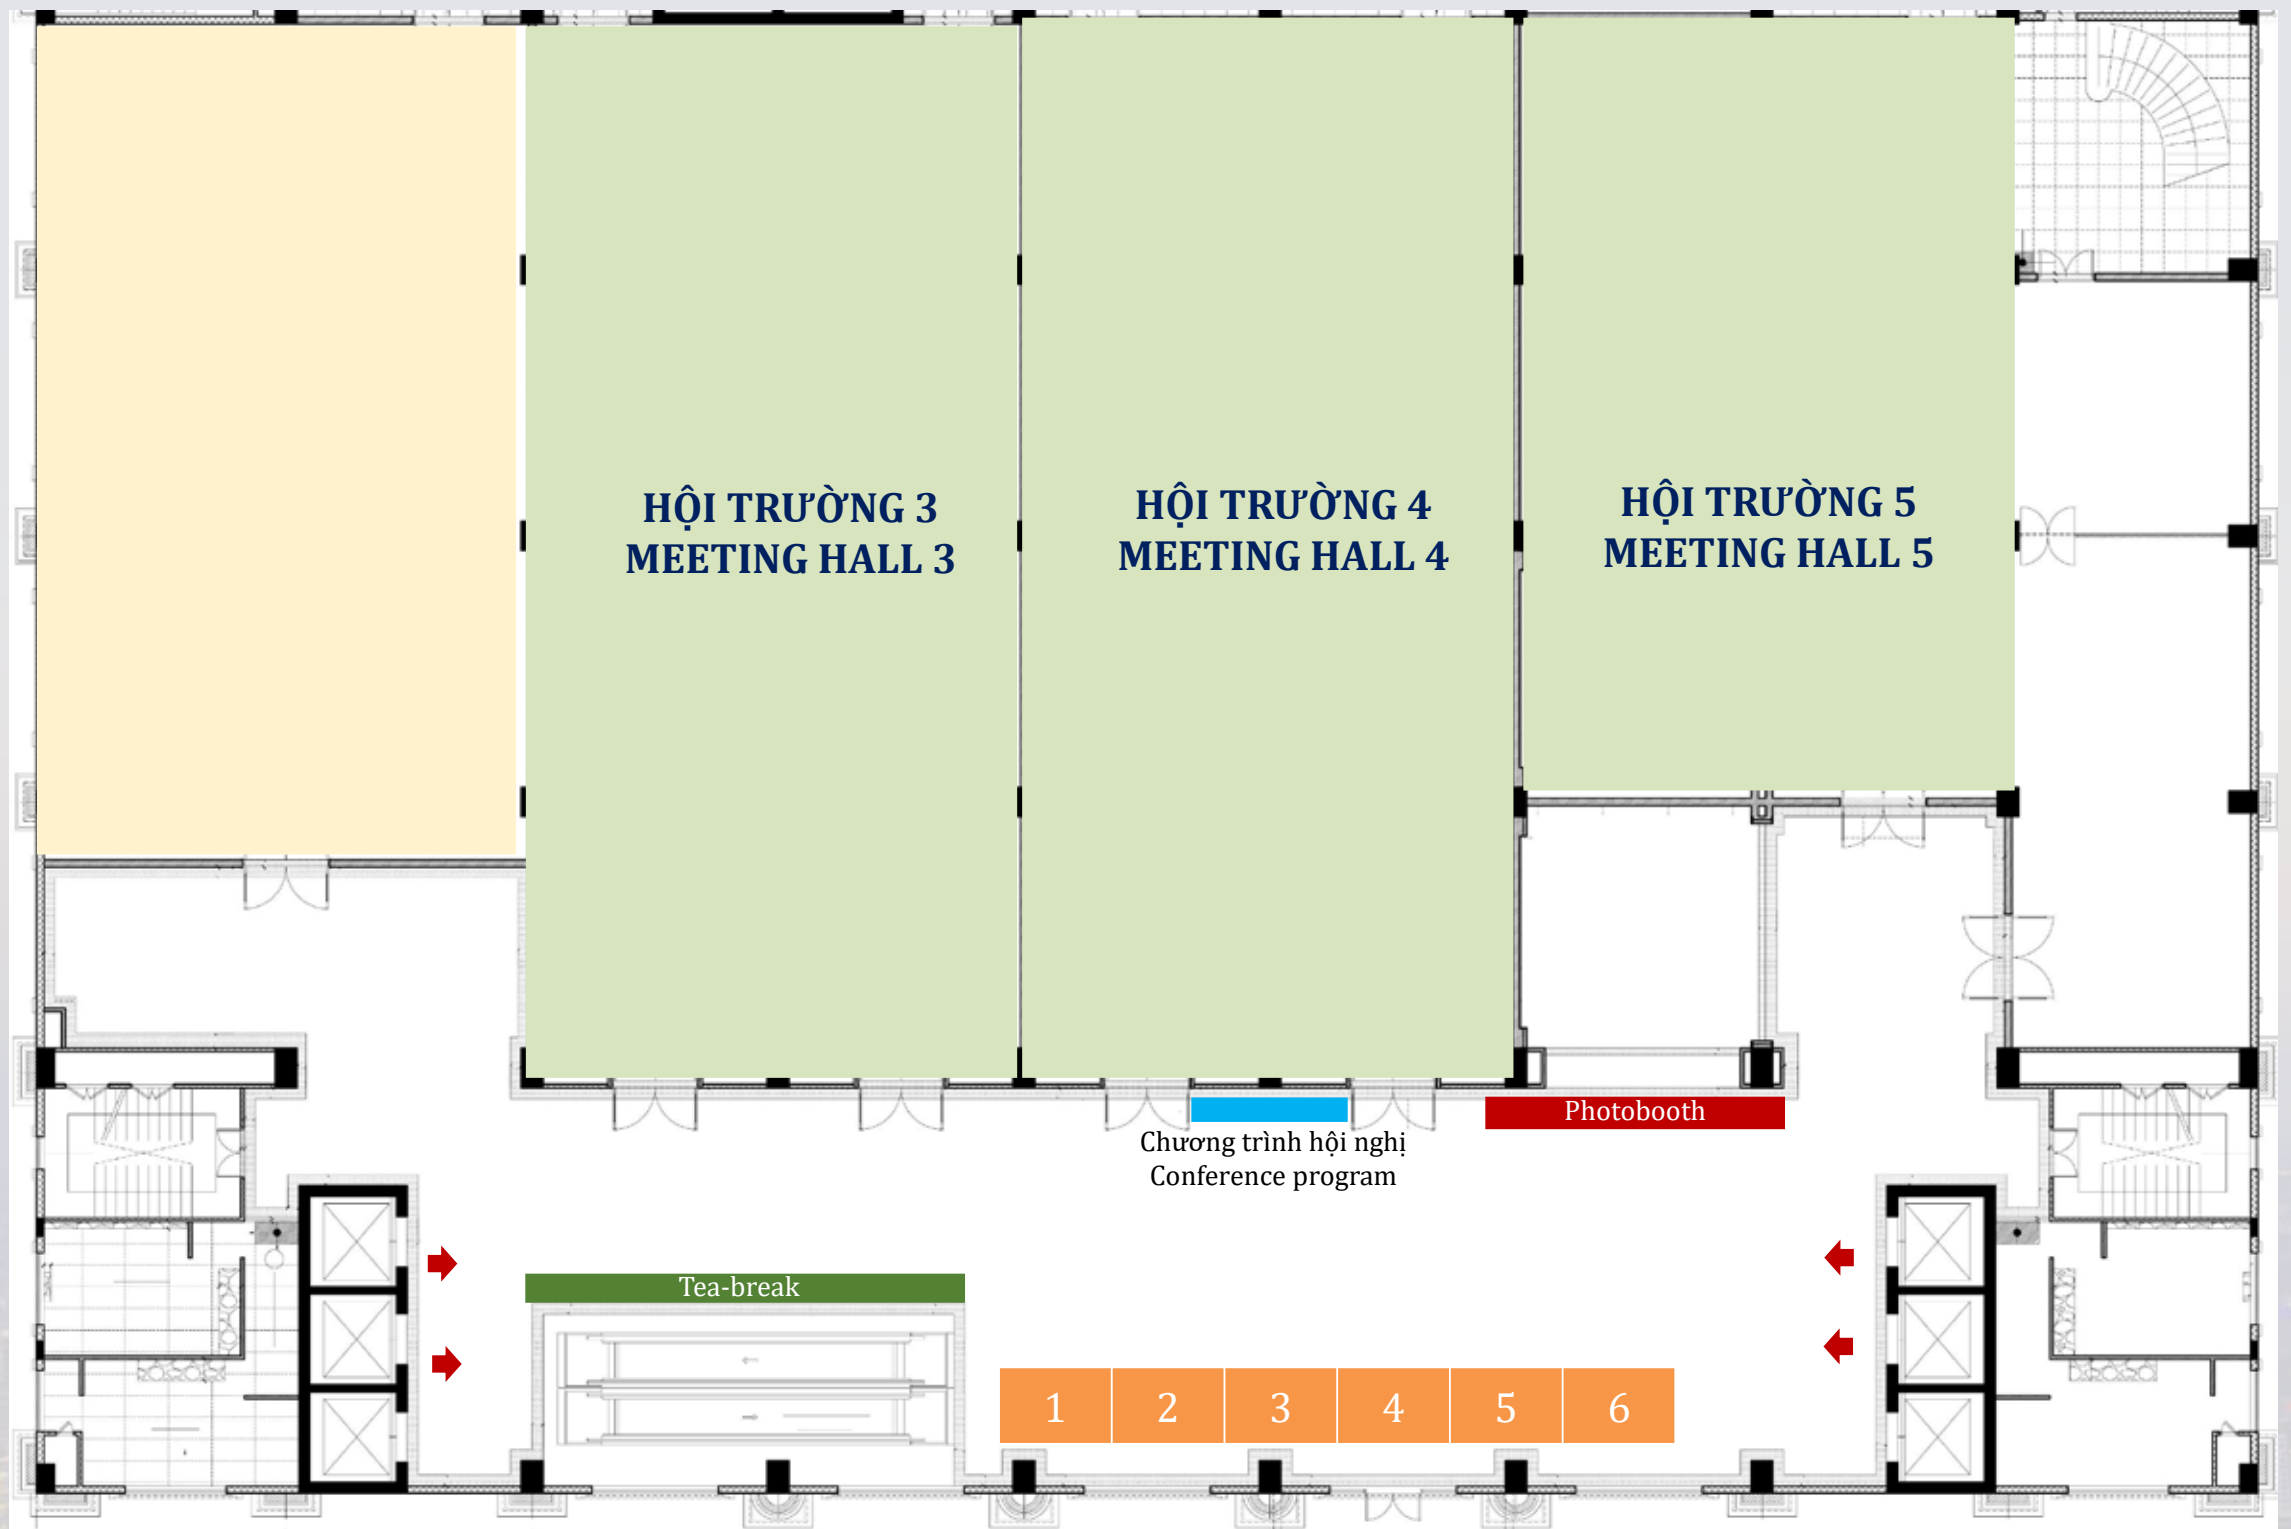 HỘI TRƯỜNG 3
MEETING HALL 3
HỘI TRƯỜNG 4
MEETING HALL 4
HỘI TRƯỜNG 5
MEETING HALL 5
Photobooth
Chương trình hội nghị
Conference program
Tea-break
1
2
3
4
5
6